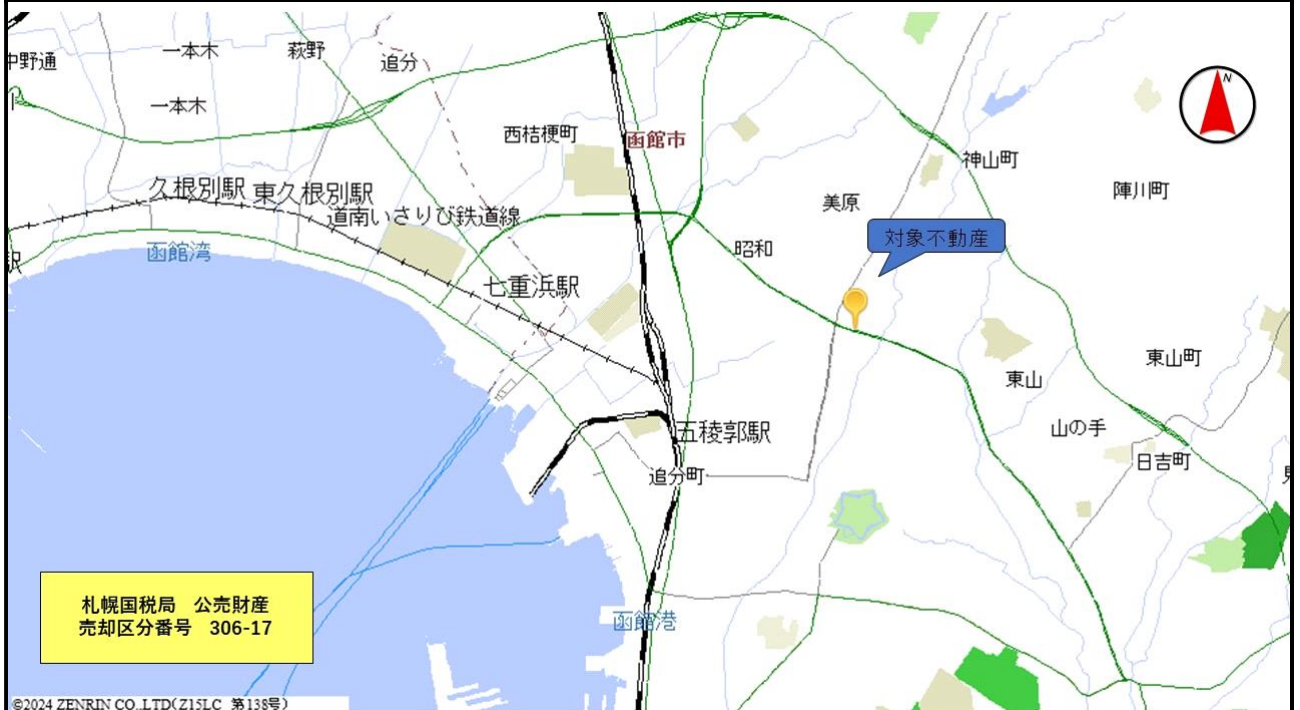 一本木
萩野
追分
中野通
一本木
西桔梗町
函館市
神山町
陣川町
久根別駅
東久根別駅
美原
道南いさりび鉄道線
対象不動産
昭和
函館湾
駅
七重浜駅
東山町
東山
山の手
五稜郭駅
日吉町
追分町
札幌国税局　公売財産
売却区分番号　306-17
函館港
N
©2024 ZENRIN CO.,LTD(Z15LC 第138号)